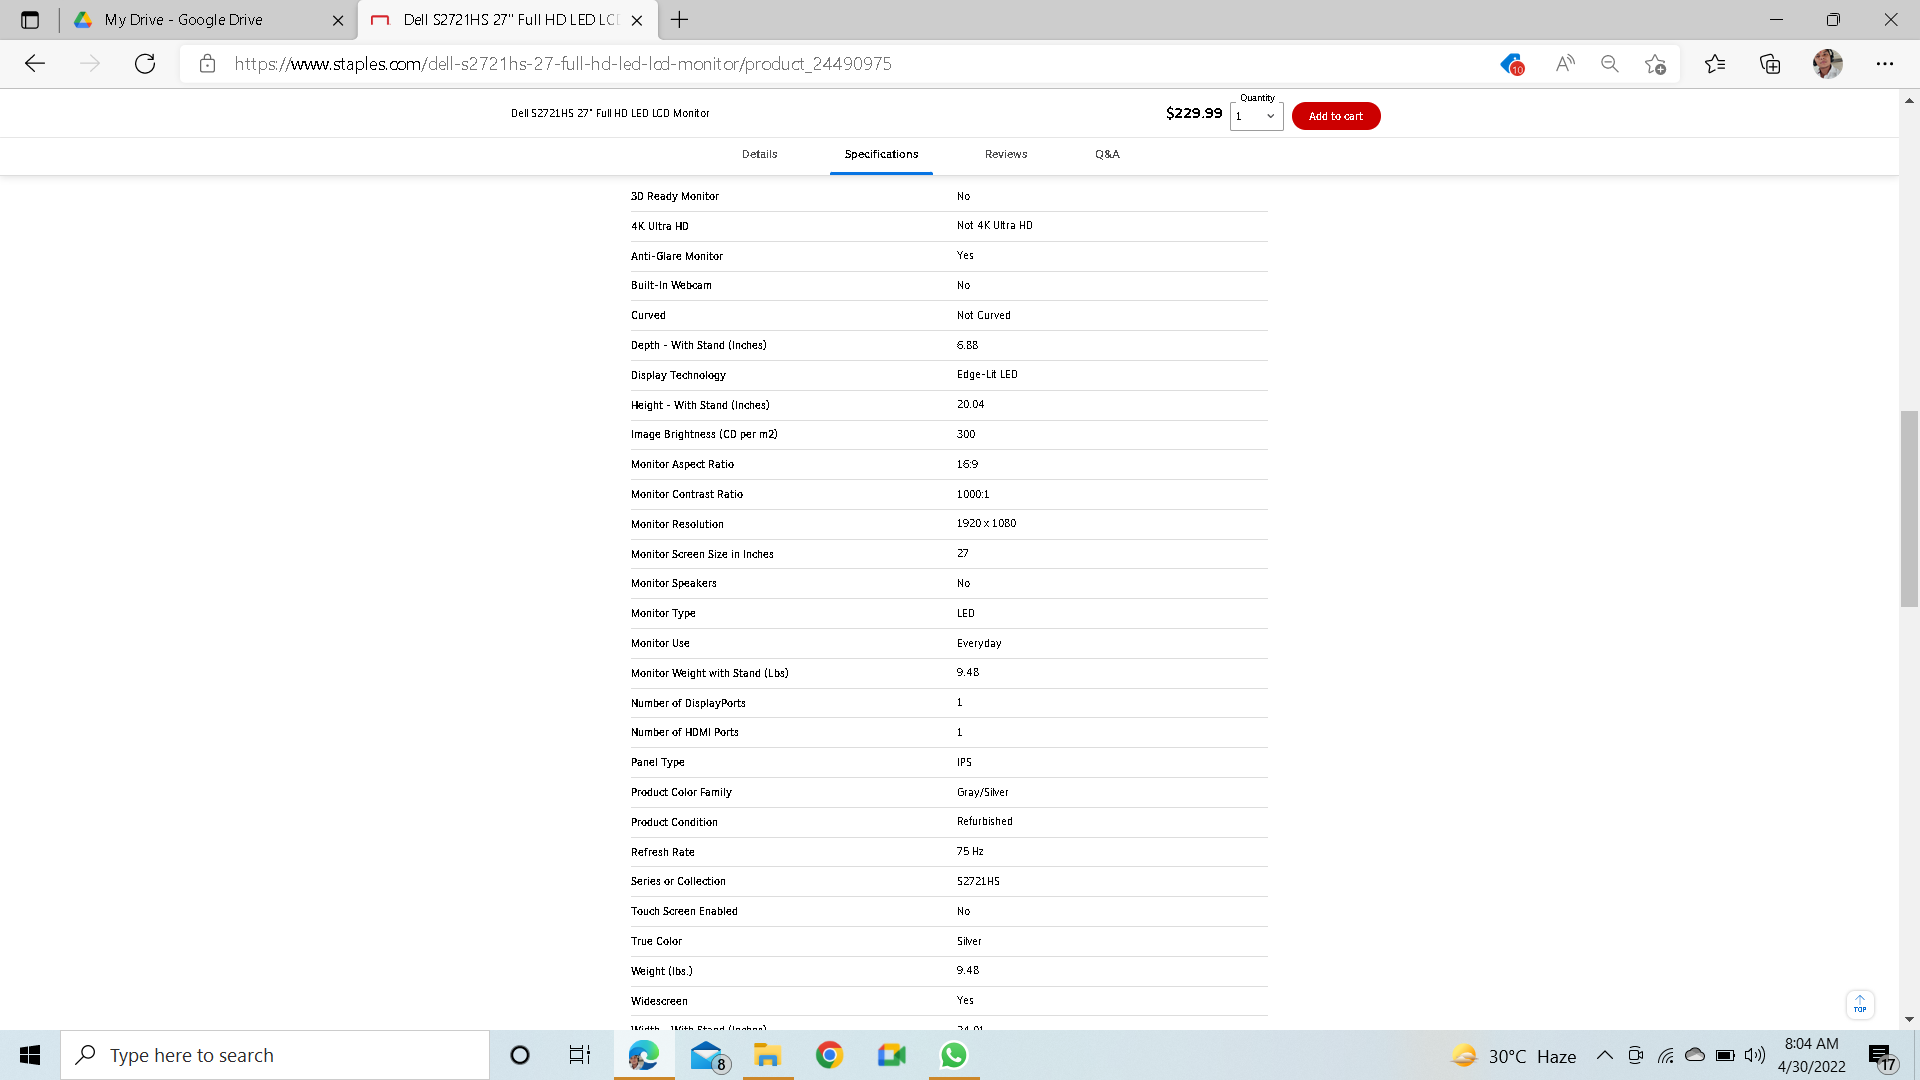 My Drive - Google Drive
Dell S2721HS 27" Full HD LED LC
https://www.staples.com/dell-s2721hs-27-full-hd-led-lcd-monitor/product_24490975
10
Dell S2721HS 27" Full HD LED LCD Monitor
$229.99
Quantity
1
Add to cart
Details
Specifications
Reviews
Q&A
3D Ready Monitor No
4K Ultra HD Not 4K Ultra HD
Anti-Glare Monitor Yes
Built-In Webcam No
Curved Not Curved
Depth - With Stand (Inches) 6.88
Display Technology Edge-Lit LED
Height - With Stand (Inches) 20.04
Image Brightness (CD per m2) 300
Monitor Aspect Ratio 16:9
Monitor Contrast Ratio 1000:1
Monitor Resolution 1920 x 1080
Monitor Screen Size in Inches 27
Monitor Speakers No
Monitor Type LED
Monitor Use Everyday
Monitor Weight with Stand (Lbs) 9.48
Number of DisplayPorts 1
Number of HDMI Ports 1
Panel Type IPS
Product Color Family Gray/Silver
Product Condition Refurbished
Refresh Rate 75 Hz
Series or Collection S2721HS
Touch Screen Enabled No
True Color Silver
Weight (lbs.) 9.48
Widescreen Yes
Width - With Stand (Inches) 24.01
TOP
Type here to search
8
30°C Haze
8:04 AM
4/30/2022
17